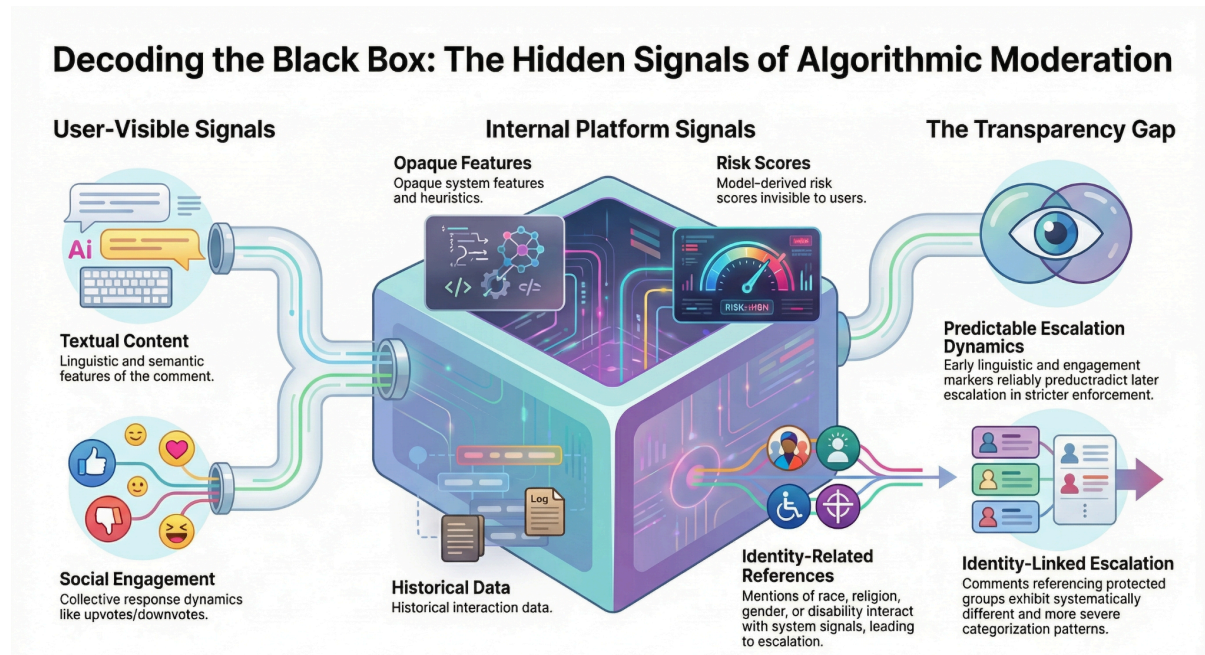 Decoding the Black Box: The Hidden Signals of Algorithmic Moderation
User-Visible Signals
Ai
Textual Content
Linguistic and semantic
features of the comment.
Social Engagement
Collective response dynamics
like upvotes/downvotes.
Internal Platform Signals
Opaque Features
Opaque system features
and heuristics.
</>
Risk Scores
Model-derived risk
scores invisible to users.
Log
Historical Data
Historical interaction data.
Identity-Related
References
Mentions of race, religion,
gender, or disability interact
with system signals, leading
to escalation.
The Transparency Gap
Predictable Escalation
Dynamics
Early linguistic and engagement
markers reliably preductradict later
escalation in stricter enforcement.
Identity-Linked Escalation
Comments referencing protected
groups exhibit systematically
different and more severe
categorization patterns.